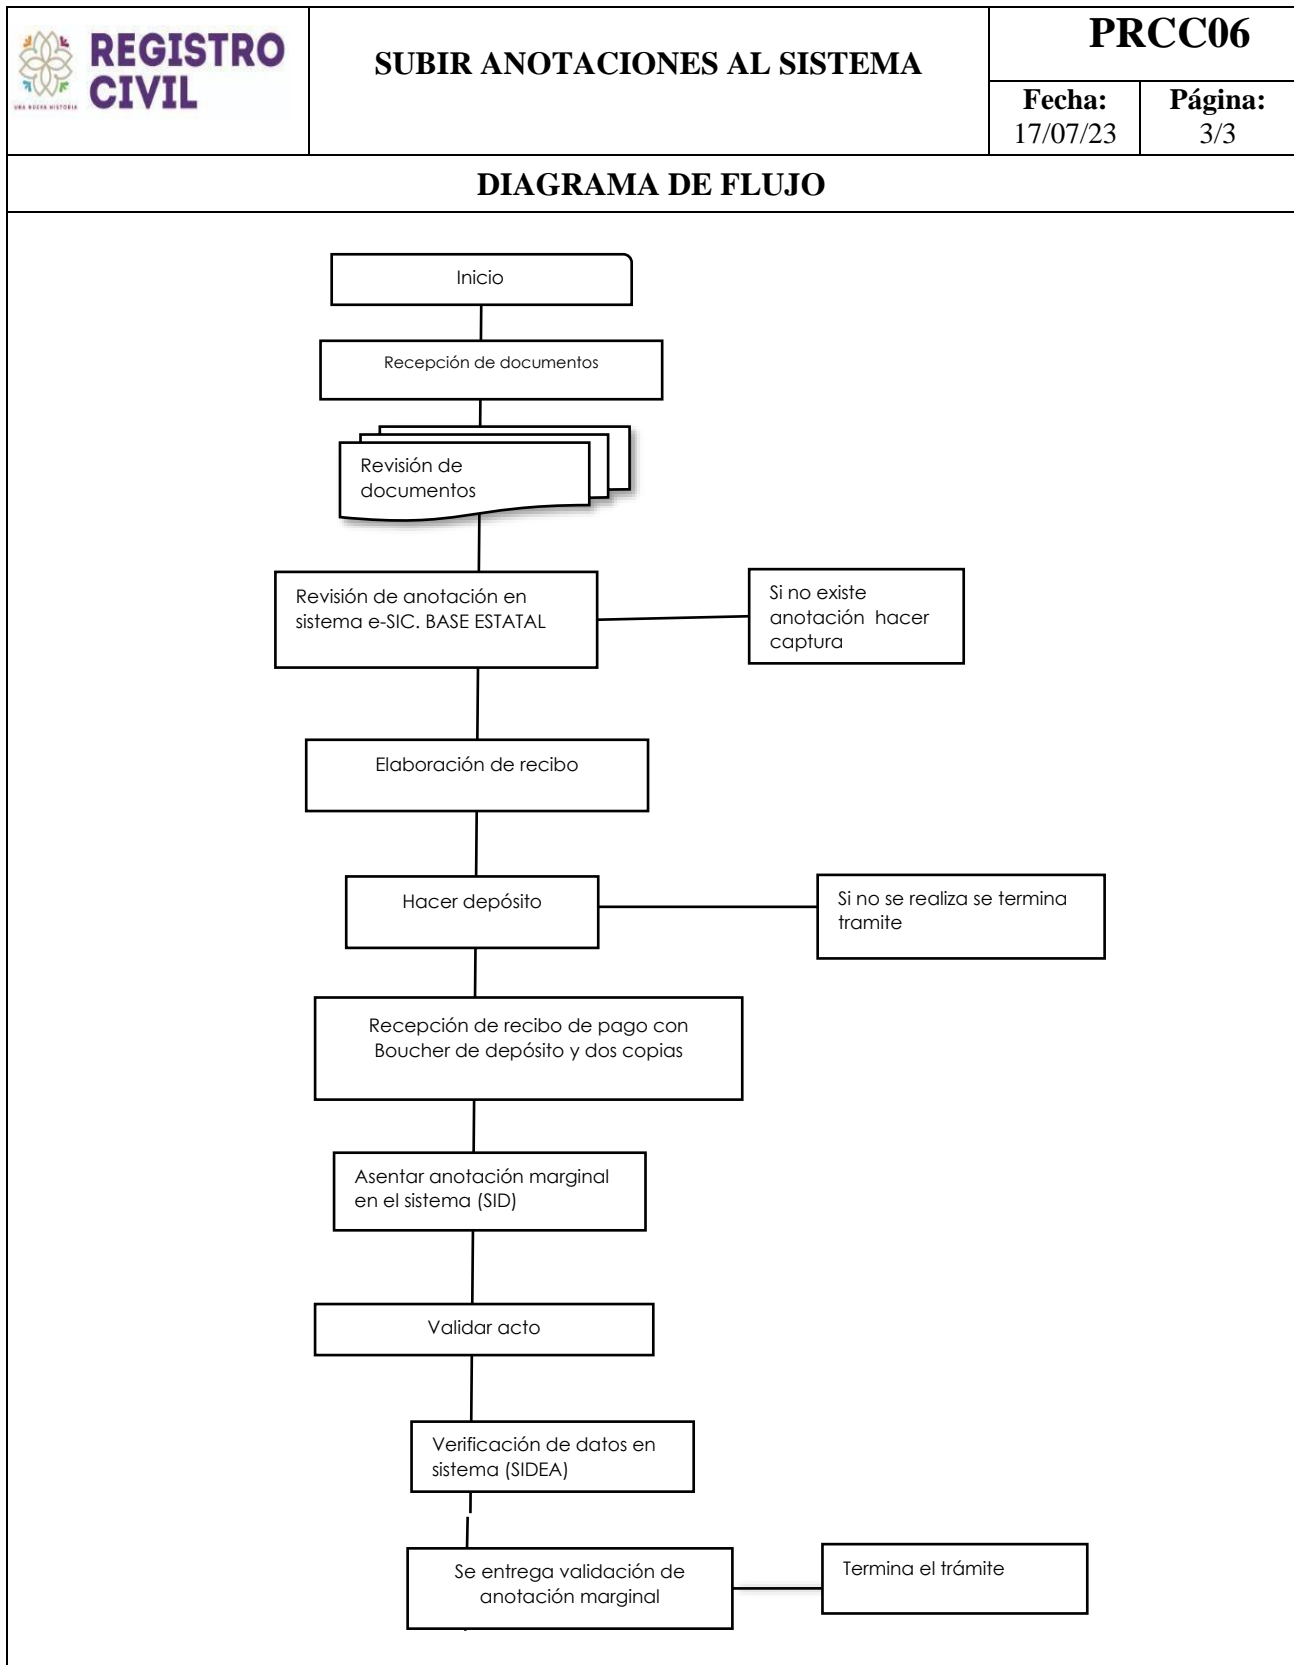 REGISTRO
CIVIL
UNA NUEVA HISTORIA
SUBIR ANOTACIONES AL SISTEMA
PRCC06
Fecha:
17/07/23
Página:
3/3
DIAGRAMA DE FLUJO
Inicio
Recepción de documentos
Revisión de
documentos
Revisión de anotación en
sistema e-SIC. BASE ESTATAL
Si no existe
anotación hacer
captura
Elaboración de recibo
Hacer depósito
Si no se realiza se termina
tramite
Recepción de recibo de pago con
Boucher de depósito y dos copias
Asentar anotación marginal
en el sistema (SID)
Validar acto
Verificación de datos en
sistema (SIDEA)
Se entrega validación de
anotación marginal
Termina el trámite